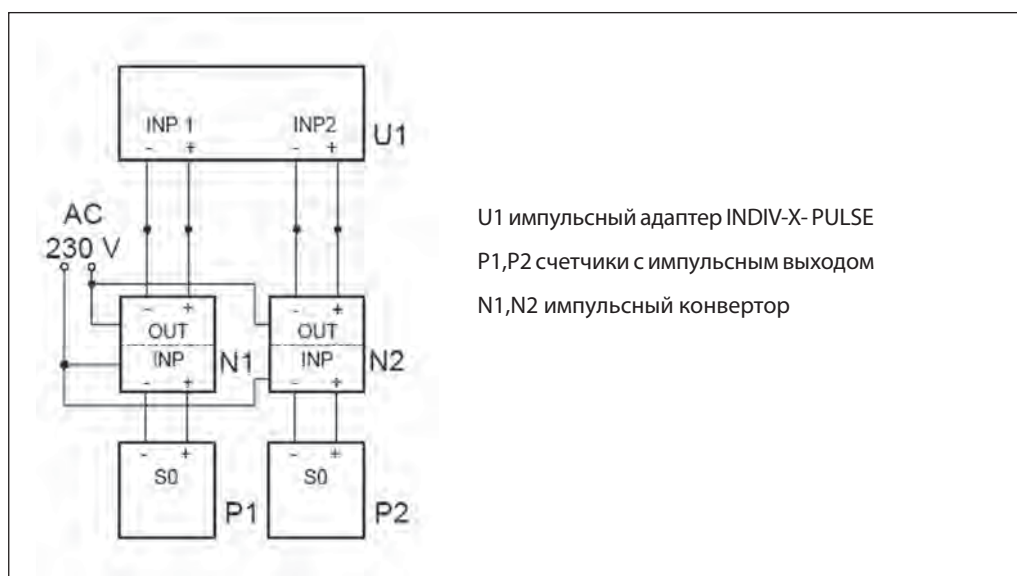 INP 1 INP2
- + - +
U1
AC
230 V
- + - +
OUT OUT
INP INP
N1 N2
- + - +
- + - +
S0 S0
P1 P2
U1 импульсный адаптер INDIV-X- PULSE
P1,P2 счетчики с импульсным выходом
N1,N2 импульсный конвертор